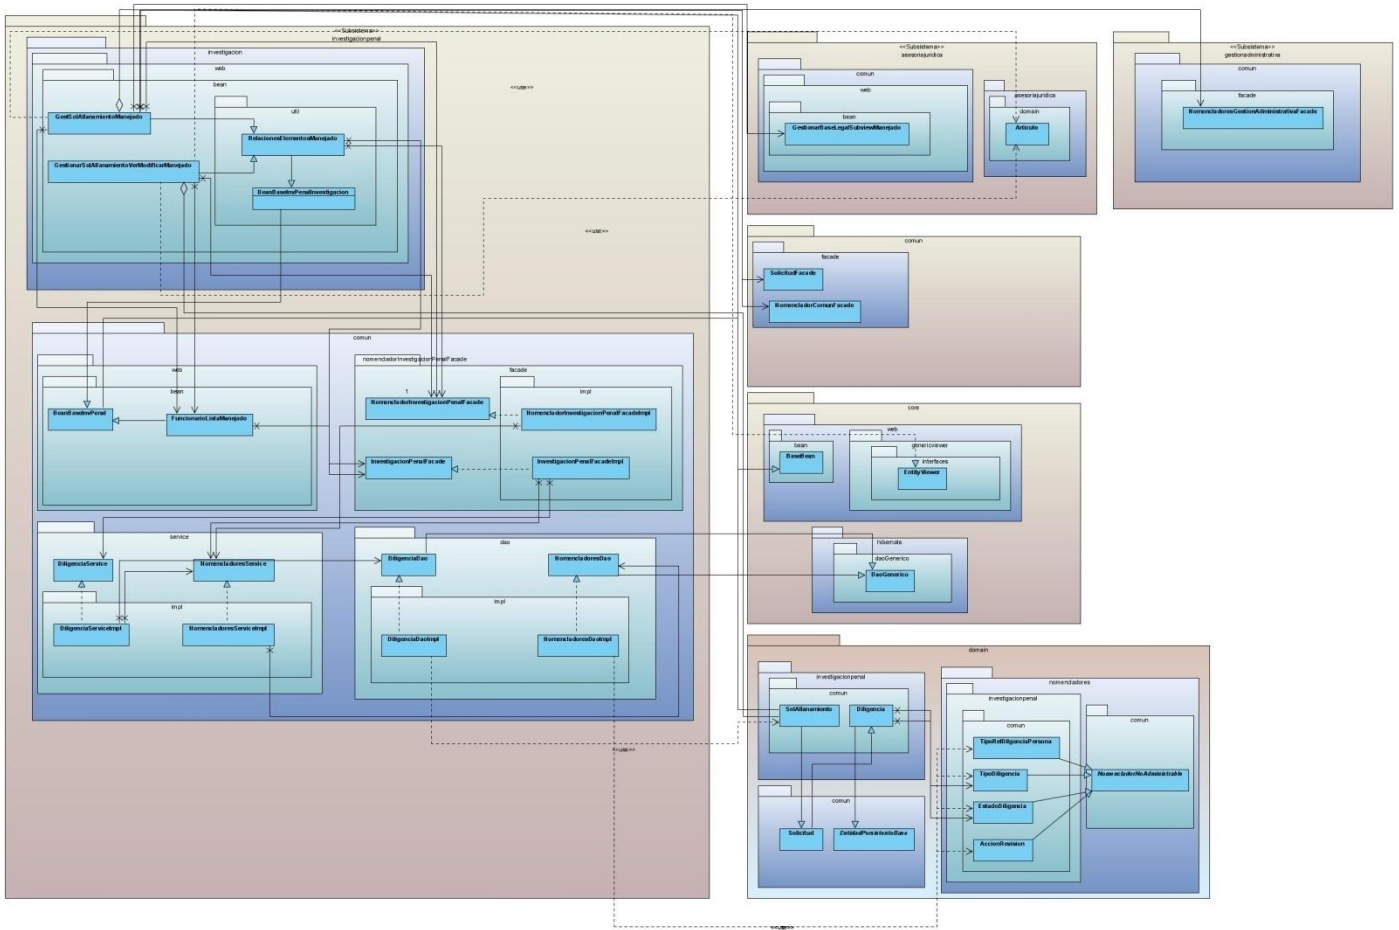 <<Subsistema>>
investigacionpenal
investigacion
web
bean
util
GestSolAllanamientoManejado
RelacionesElementosManejado
GestionarSolAllanamientoVerModificarManejado
BeanBaseInvPenalInvestigacion
<<use>>
<<use>>
<<Subsistema>>
asesoriajuridica
comun
web
bean
GestionarBaseLegalSubviewManejado
asesoriajuridica
domain
Articulo
<<Subsistema>>
gestionadministrativa
comun
facade
NomencladoresGestionAdministrativaFacade
comun
facade
SolicitudFacade
NomencladorComunFacade
comun
web
bean
BeanBaseInvPenal
FuncionarioListaManejado
nomencladorInvestigacionPenalFacade
facade
impl
1
NomencladorInvestigacionPenalFacade
NomencladorInvestigacionPenalFacadeImpl
InvestigacionPenalFacade
InvestigacionPenalFacadeImpl
core
web
bean
BaseBean
genericviewer
interfaces
EntityViewer
hibernate
daoGenerico
DaoGenerico
service
DiligenciaService
NomencladoresService
impl
DiligenciaServiceImpl
NomencladoresServiceImpl
dao
DiligenciaDao
NomencladoresDao
impl
DiligenciaDaoImpl
NomencladoresDaoImpl
domain
investigacionpenal
comun
SolAllanamiento
Diligencia
comun
Solicitud
EntidadPersistenteBase
nomencladores
investigacionpenal
comun
TipoRelDiligenciaPersona
TipoDiligencia
EstadoDiligencia
AccionRevision
comun
NomencladorNoAdministrable
<<use>>
<<use>>